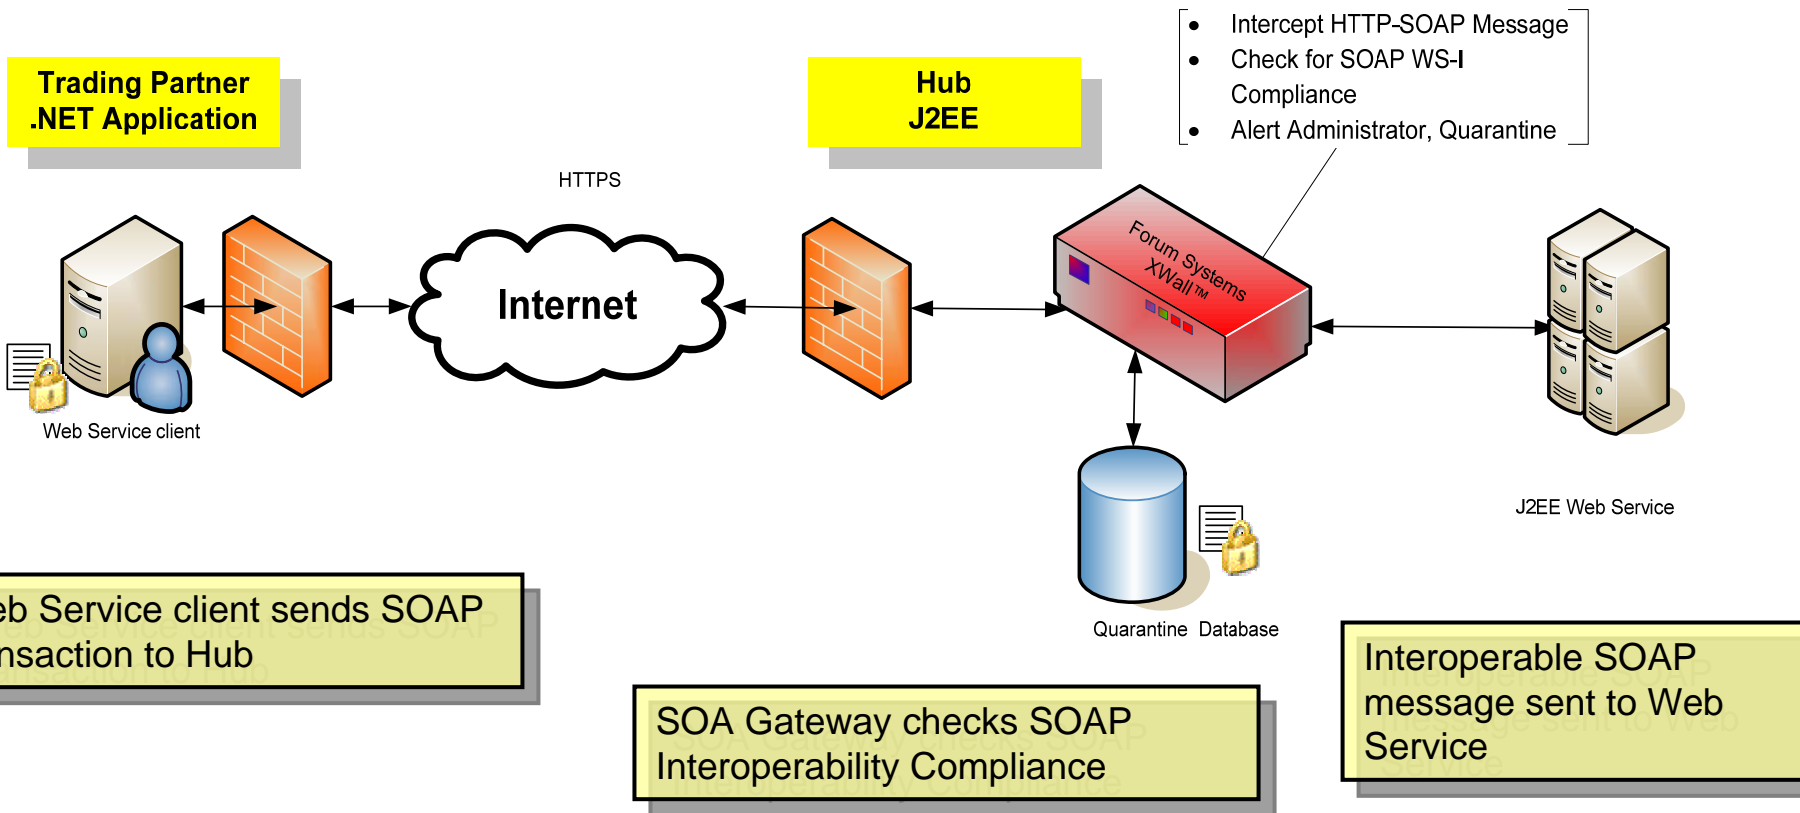 • Intercept HTTP-SOAP Message
• Check for SOAP WS-I
Compliance
• Alert Administrator, Quarantine
Trading Partner
.NET Application
Hub
J2EE
HTTPS
Internet
Forum Systems
XWall™
Web Service client
J2EE Web Service
Quarantine Database
eb Service client sends SOAP
nsaction to Hub
SOA Gateway checks SOAP
Interoperability Compliance
Interoperable SOAP
message sent to Web
Service